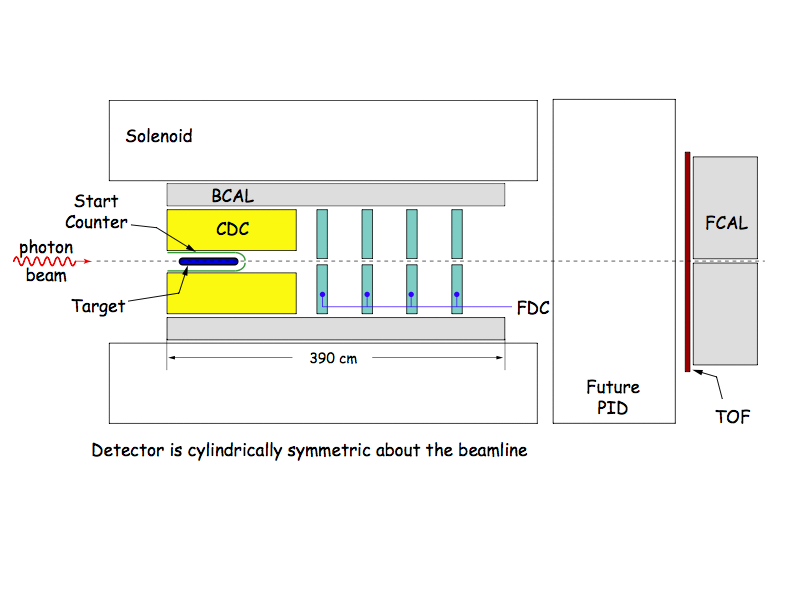 Solenoid
BCAL
Start
Counter
CDC
FCAL
photon
beam
Target
FDC
390 cm
Future
PID
TOF
Detector is cylindrically symmetric about the beamline